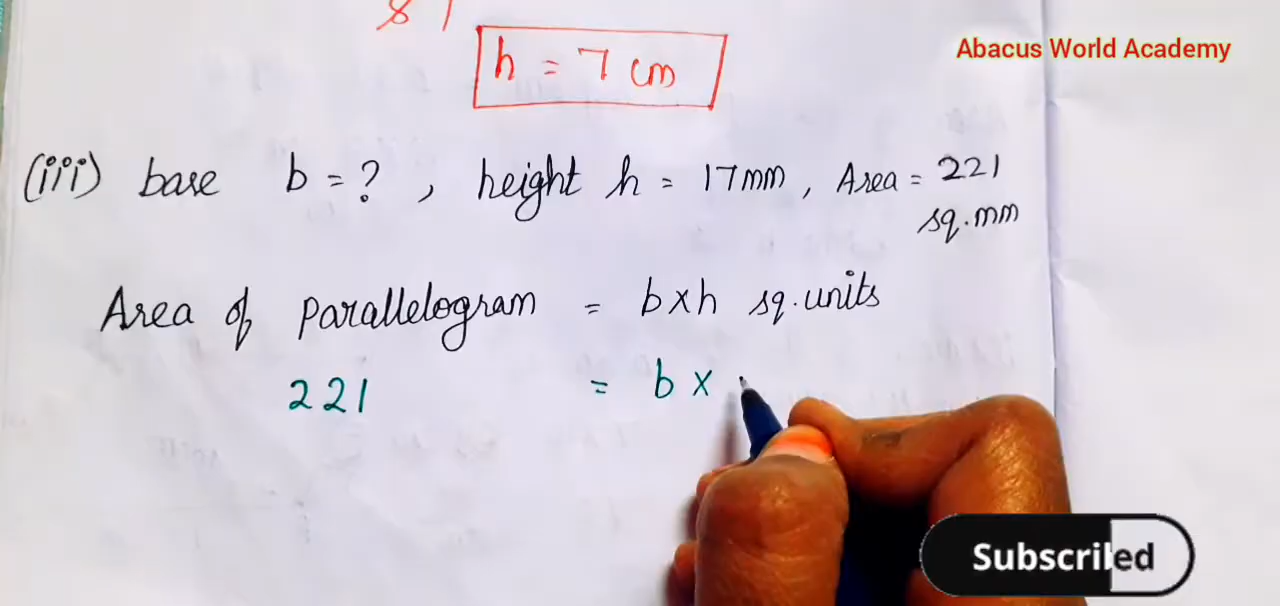 Abacus World Academy
h = 7 cm
(iii) base b = ? , height h = 17mm, Area = 221
sq.mm
Area of parallelogram = b x h sq.units
221 = b x
Subscribed